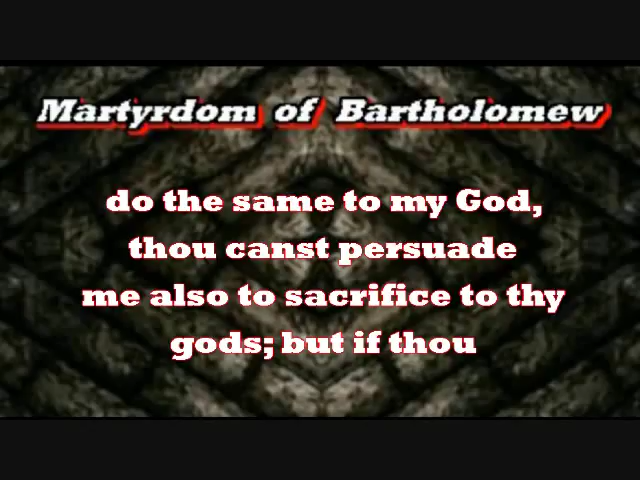 Martyrdom of Bartholomew
do the same to my God,
thou canst persuade
me also to sacrifice to thy
gods; but if thou